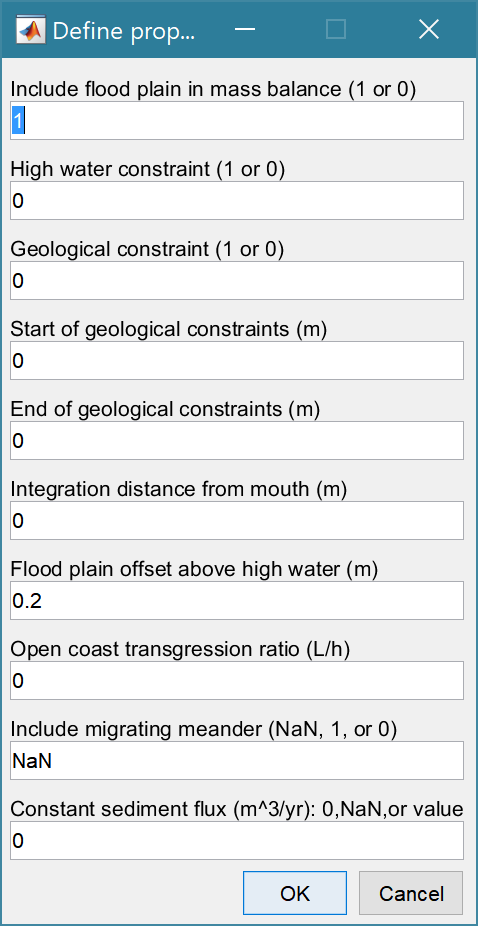 Define prop...
Include flood plain in mass balance (1 or 0)
1
High water constraint (1 or 0)
0
Geological constraint (1 or 0)
0
Start of geological constraints (m)
0
End of geological constraints (m)
0
Integration distance from mouth (m)
0
Flood plain offset above high water (m)
0.2
Open coast transgression ratio (L/h)
0
Include migrating meander (NaN, 1, or 0)
NaN
Constant sediment flux (m^3/yr): 0,NaN,or value
0
OK Cancel